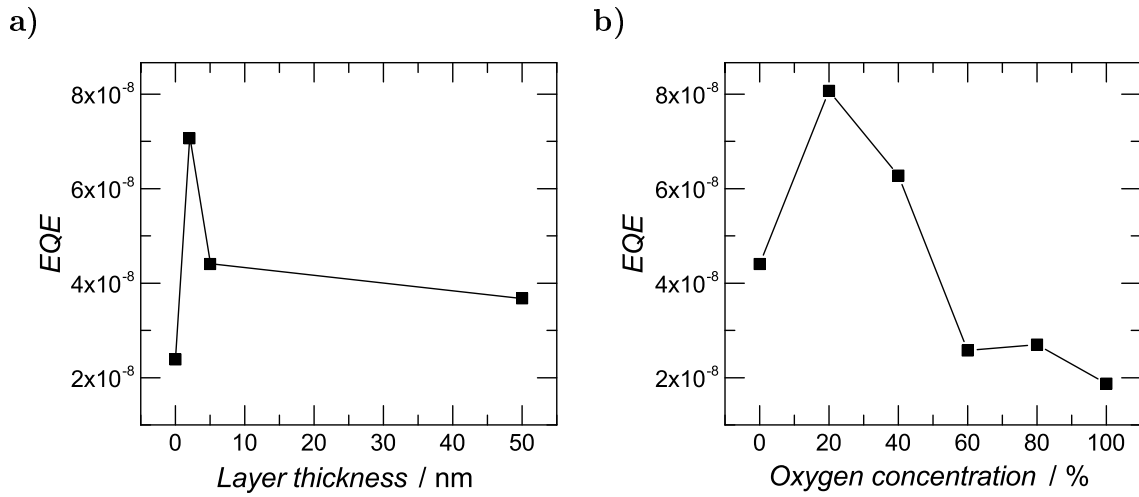 a)
EQE
8x10⁻⁸
6x10⁻⁸
4x10⁻⁸
2x10⁻⁸
0 10 20 30 40 50
Layer thickness / nm
b)
EQE
8x10⁻⁸
6x10⁻⁸
4x10⁻⁸
2x10⁻⁸
0 20 40 60 80 100
Oxygen concentration / %